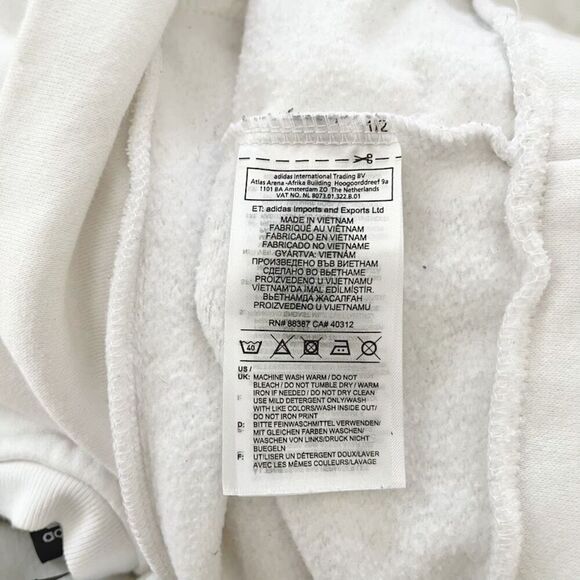 1/2
adidas International Trading BV
Atlas Arena -Afrika Building Hoogoorddreef 9a
1101 BA Amsterdam ZO The Netherlands
VAT NO. NL 8073.01.322.B.01
ET: adidas Imports and Exports Ltd
MADE IN VIETNAM
FABRIQUÉ AU VIÊTNAM
FABRICADO EN VIETNAM
FABRICADO NO VIETNAME
GYÁRTVA: VIETNÁM
ПРОИЗВЕДЕНО ВЪВ ВИЕТНАМ
СДЕЛАНО ВО ВЬЕТНАМЕ
PROIZVEDENO U VIJETNAMU
VIETNAM'DA İMAL EDİLMİŞTİR.
ВЬЕТНАМДА ЖАСАЛҒАН
PROIZVEDENO U VIJETNAMU
RN# 88387 CA# 40312
40
US /
UK: MACHINE WASH WARM / DO NOT
BLEACH / DO NOT TUMBLE DRY / WARM
IRON IF NEEDED / DO NOT DRY CLEAN
USE MILD DETERGENT ONLY/WASH
WITH LIKE COLORS/WASH INSIDE OUT/
DO NOT IRON PRINT
D: BITTE FEINWASCHMITTEL VERWENDEN/
MIT GLEICHEN FARBEN WASCHEN/
WASCHEN VON LINKS/DRUCK NICHT
BUEGELN
F: UTILISER UN DÉTERGENT DOUX/LAVER
AVEC LES MÊMES COULEURS/LAVAGE